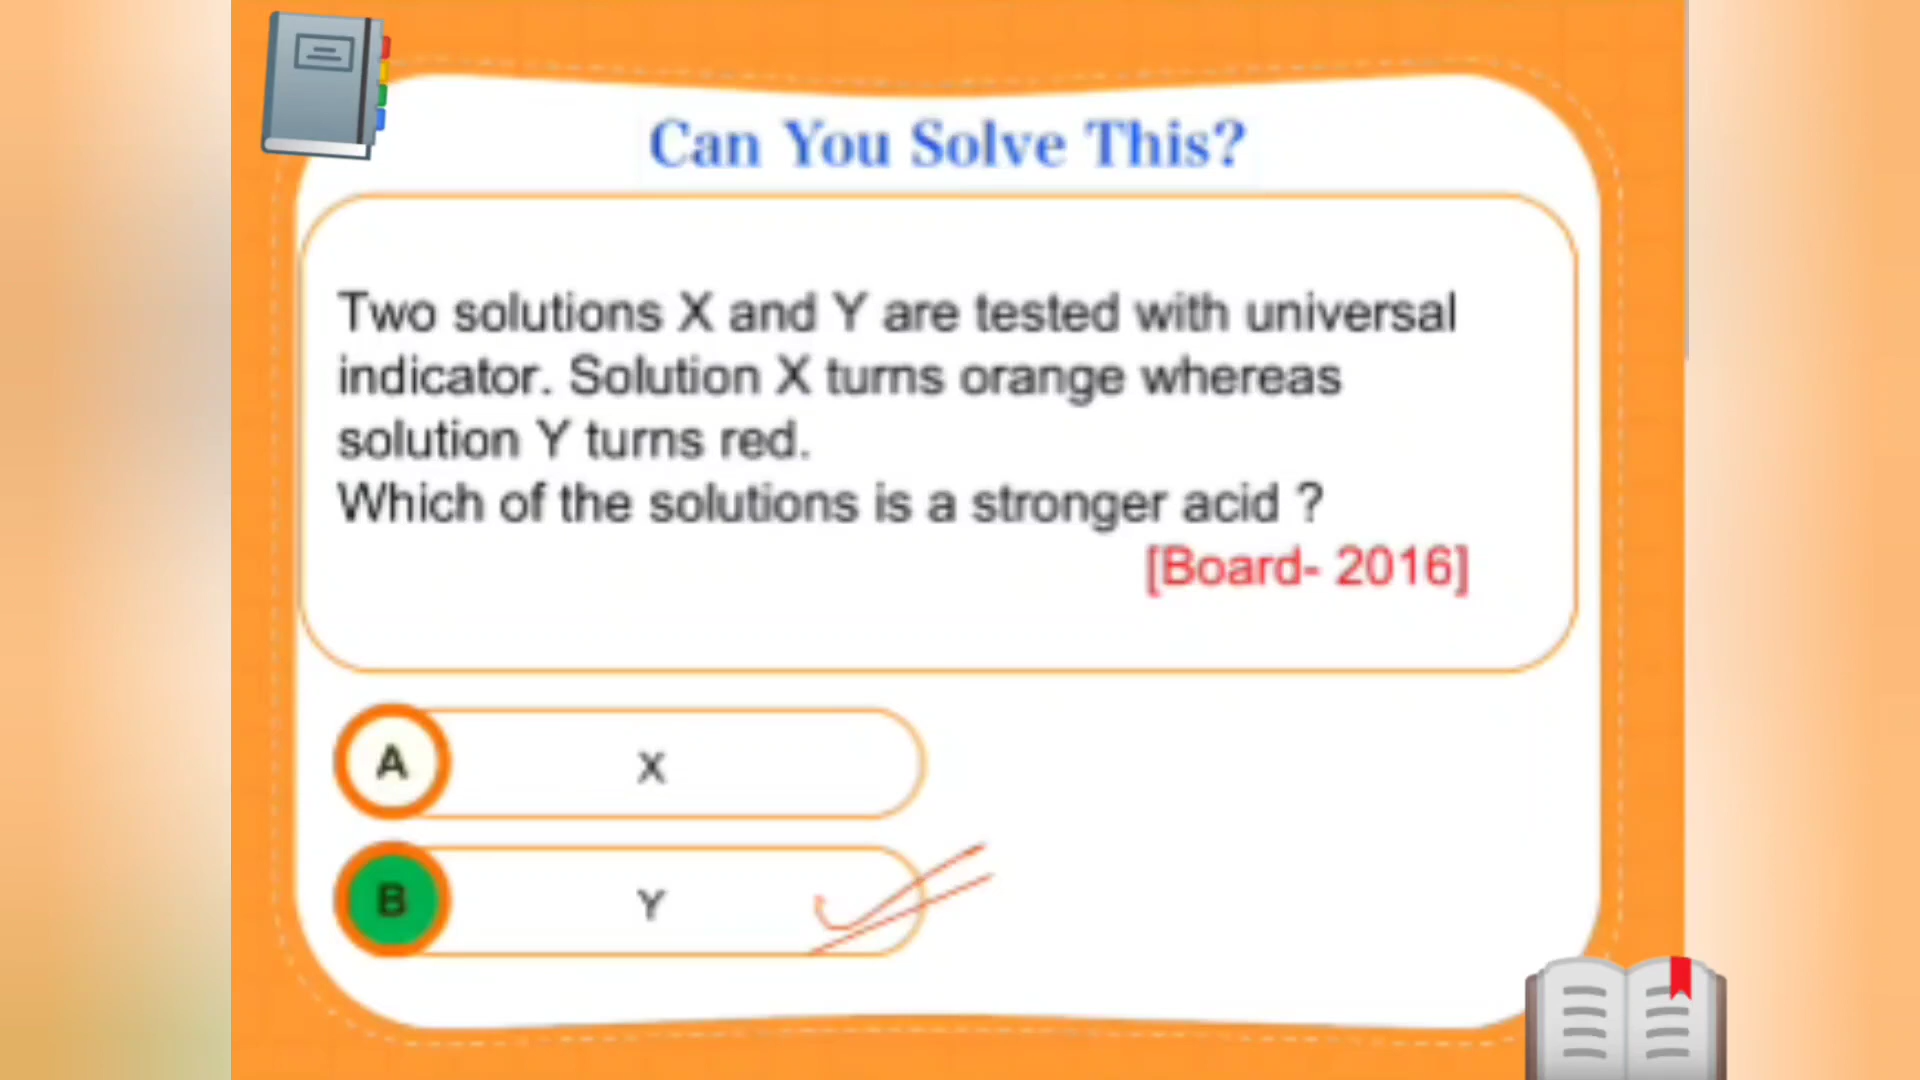 Can You Solve This?
Two solutions X and Y are tested with universal
indicator. Solution X turns orange whereas
solution Y turns red.
Which of the solutions is a stronger acid ?
[Board- 2016]
A X
B Y